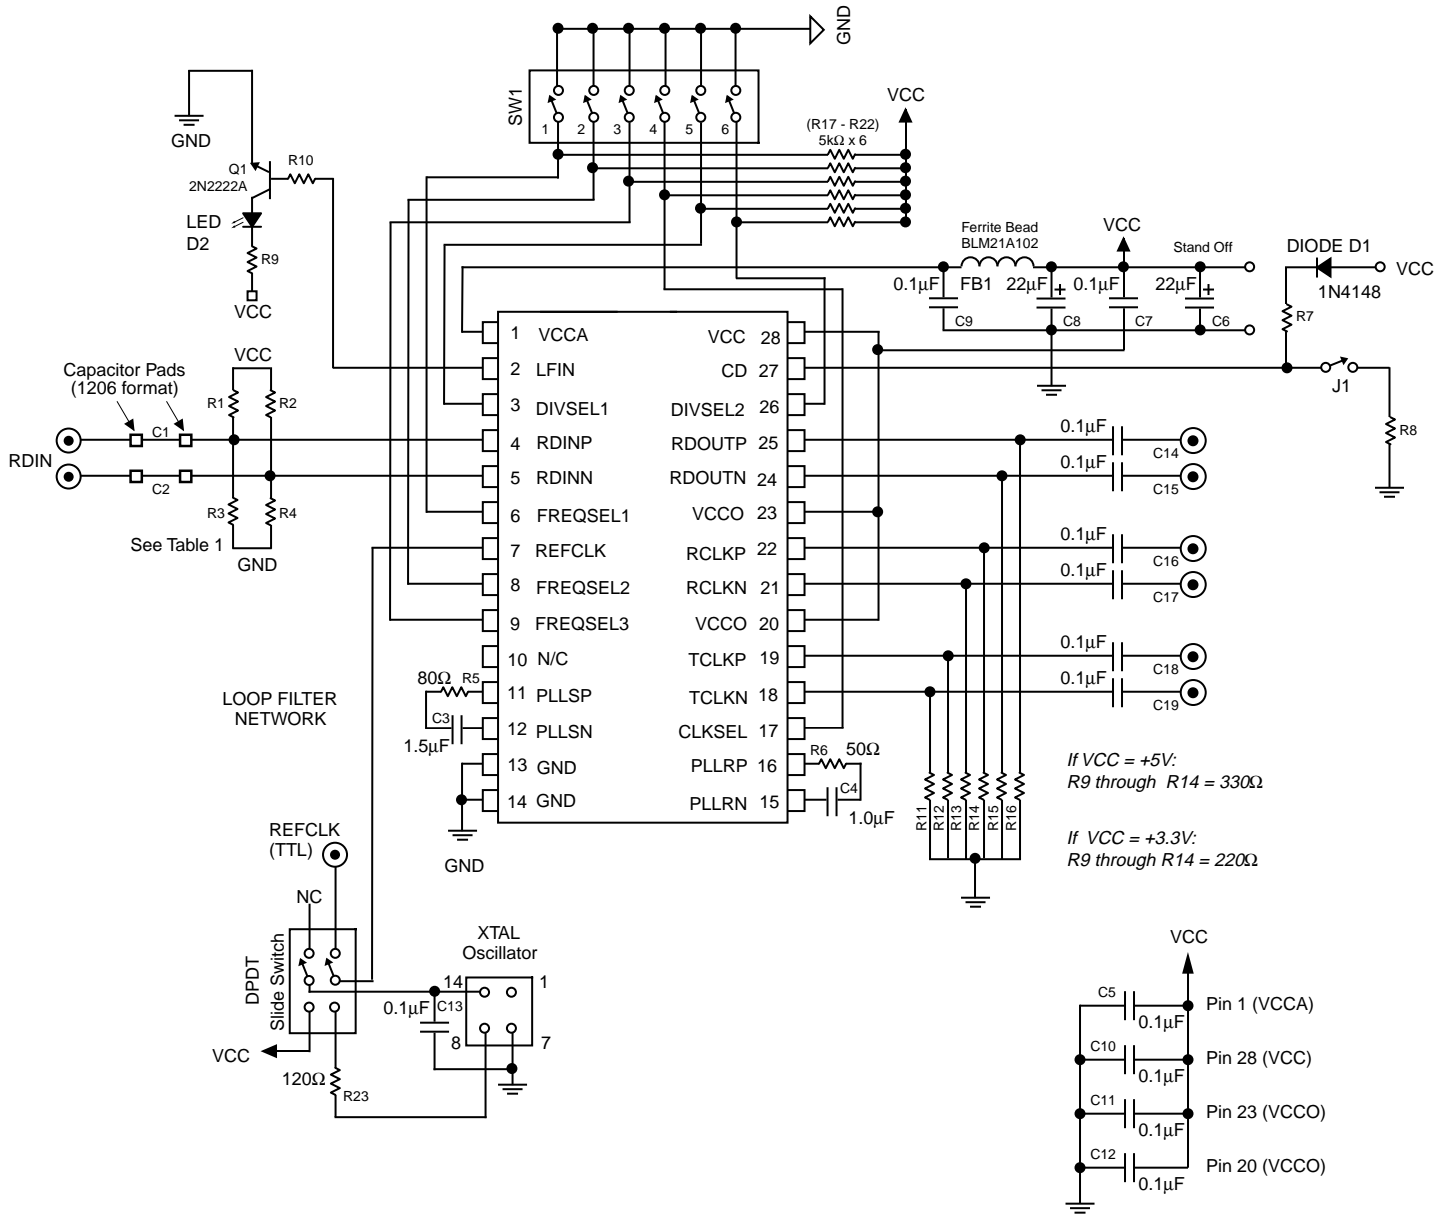 GND
SW1
1 2 3 4 5 6
VCC
(R17 - R22)
5kΩ x 6
GND
Q1
2N2222A
R10
LED
D2
R9
VCC
Ferrite Bead
BLM21A102
VCC
Stand Off
DIODE D1
VCC
1N4148
0.1µF
FB1
22µF
+
0.1µF
22µF
+
C9
C8
C7
C6
R7
J1
R8
Capacitor Pads
(1206 format)
VCC
R1
R2
C1
RDIN
C2
R3
R4
See Table 1
GND
1 VCCA
2 LFIN
3 DIVSEL1
4 RDINP
5 RDINN
6 FREQSEL1
7 REFCLK
8 FREQSEL2
9 FREQSEL3
10 N/C
11 PLLSP
12 PLLSN
13 GND
14 GND
VCC 28
CD 27
DIVSEL2 26
RDOUTP 25
RDOUTN 24
VCCO 23
RCLKP 22
RCLKN 21
VCCO 20
TCLKP 19
TCLKN 18
CLKSEL 17
PLLRP 16
PLLRN 15
0.1µF
C14
0.1µF
C15
0.1µF
C16
0.1µF
C17
0.1µF
C18
0.1µF
C19
LOOP FILTER
NETWORK
80Ω
R5
C3
1.5µF
GND
R6
50Ω
C4
1.0µF
R11
R12
R13
R14
R15
R16
If VCC = +5V:
R9 through R14 = 330Ω
If VCC = +3.3V:
R9 through R14 = 220Ω
REFCLK
(TTL)
NC
DPDT
Slide Switch
VCC
120Ω
R23
XTAL
Oscillator
14
1
0.1µF
C13
8
7
VCC
C5
0.1µF
Pin 1 (VCCA)
C10
0.1µF
Pin 28 (VCC)
C11
0.1µF
Pin 23 (VCCO)
C12
0.1µF
Pin 20 (VCCO)